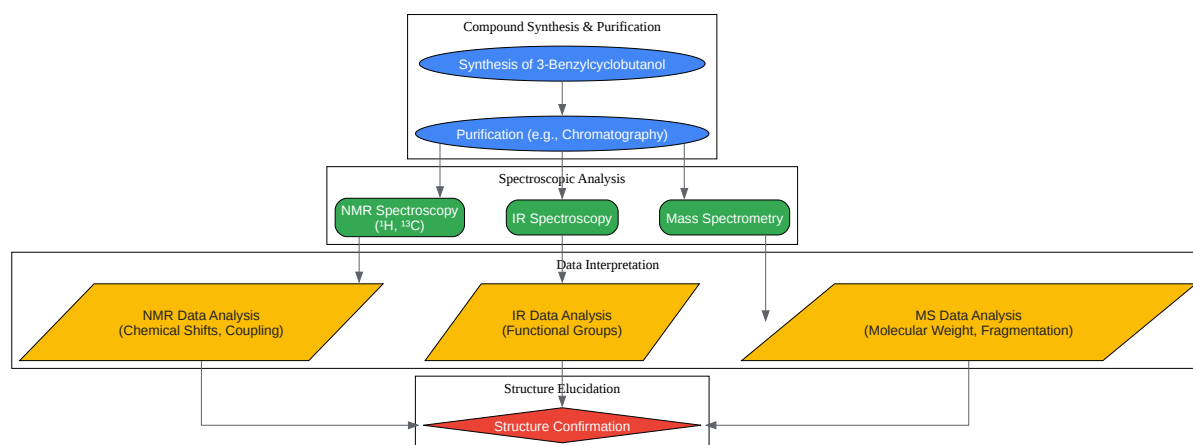 Compound Synthesis & Purification
Synthesis of 3-Benzylcyclobutanol
Purification (e.g., Chromatography)
Spectroscopic Analysis
NMR Spectroscopy
(¹H, ¹³C)
IR Spectroscopy
Mass Spectrometry
Data Interpretation
NMR Data Analysis
(Chemical Shifts, Coupling)
IR Data Analysis
(Functional Groups)
MS Data Analysis
(Molecular Weight, Fragmentation)
Structure Elucidation
Structure Confirmation